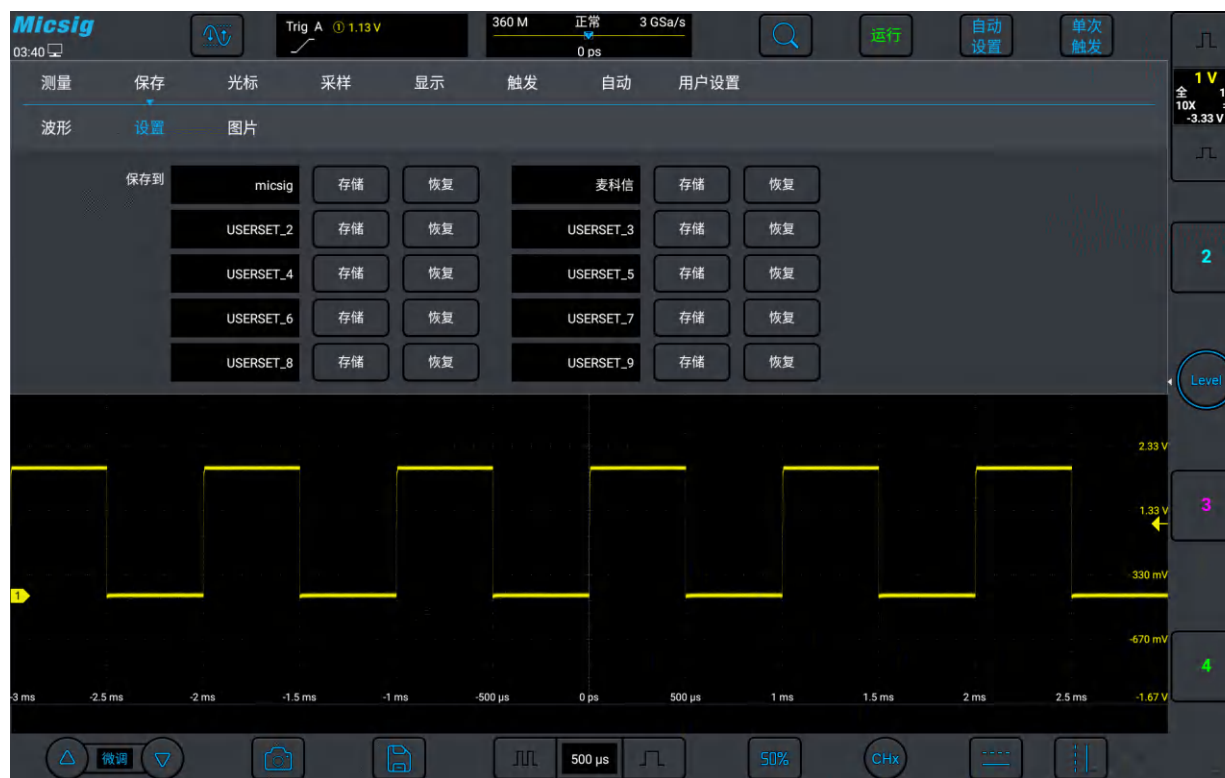 Micsig
03:40
Trig A ① 1.13 V
360 M 正常 3 GSa/s
0 ps
运行
自动
设置
单次
触发
测量 保存 光标 采样 显示 触发 自动 用户设置
波形 设置 图片
1 V
全 1
10X
-3.33 V
保存到 micsig 存储 恢复 麦科信 存储 恢复
USERSET_2 存储 恢复 USERSET_3 存储 恢复
USERSET_4 存储 恢复 USERSET_5 存储 恢复
USERSET_6 存储 恢复 USERSET_7 存储 恢复
USERSET_8 存储 恢复 USERSET_9 存储 恢复
2
Level
2.33 V
1.33 V
3
330 mV
1
-670 mV
4
-3 ms -2.5 ms -2 ms -1.5 ms -1 ms -500 μs 0 ps 500 μs 1 ms 1.5 ms 2 ms 2.5 ms -1.67 V
微调 500 μs 50% CHx